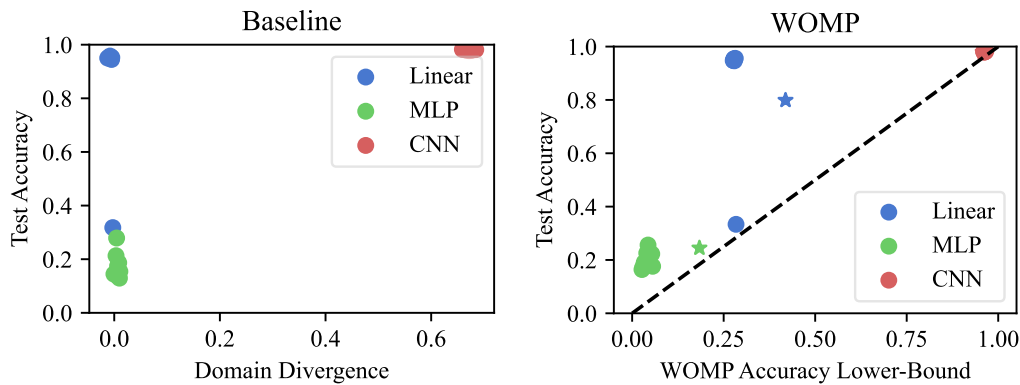 Baseline
Test Accuracy
1.0
0.8
0.6
0.4
0.2
0.0
0.0 0.2 0.4 0.6
Domain Divergence
Linear
MLP
CNN
WOMP
Test Accuracy
1.0
0.8
0.6
0.4
0.2
0.0
0.00 0.25 0.50 0.75 1.00
WOMP Accuracy Lower-Bound
Linear
MLP
CNN